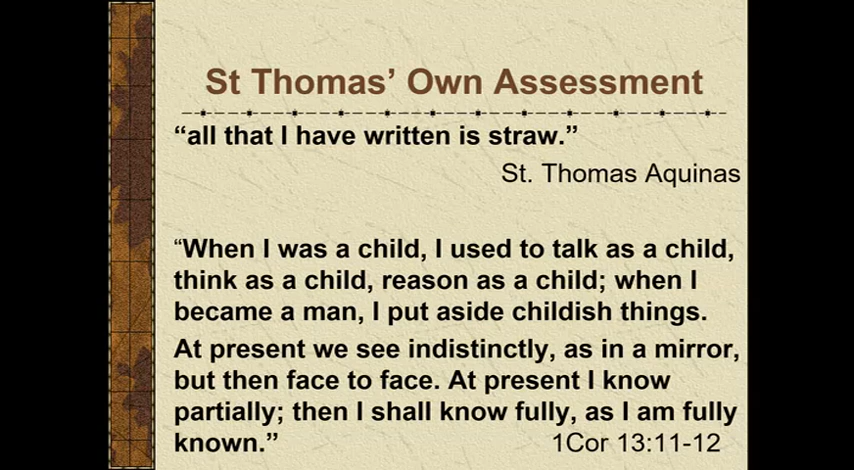 St Thomas’ Own Assessment
“all that I have written is straw.”
St. Thomas Aquinas
“When I was a child, I used to talk as a child,
think as a child, reason as a child; when I
became a man, I put aside childish things.
At present we see indistinctly, as in a mirror,
but then face to face. At present I know
partially; then I shall know fully, as I am fully
known.” 1Cor 13:11-12